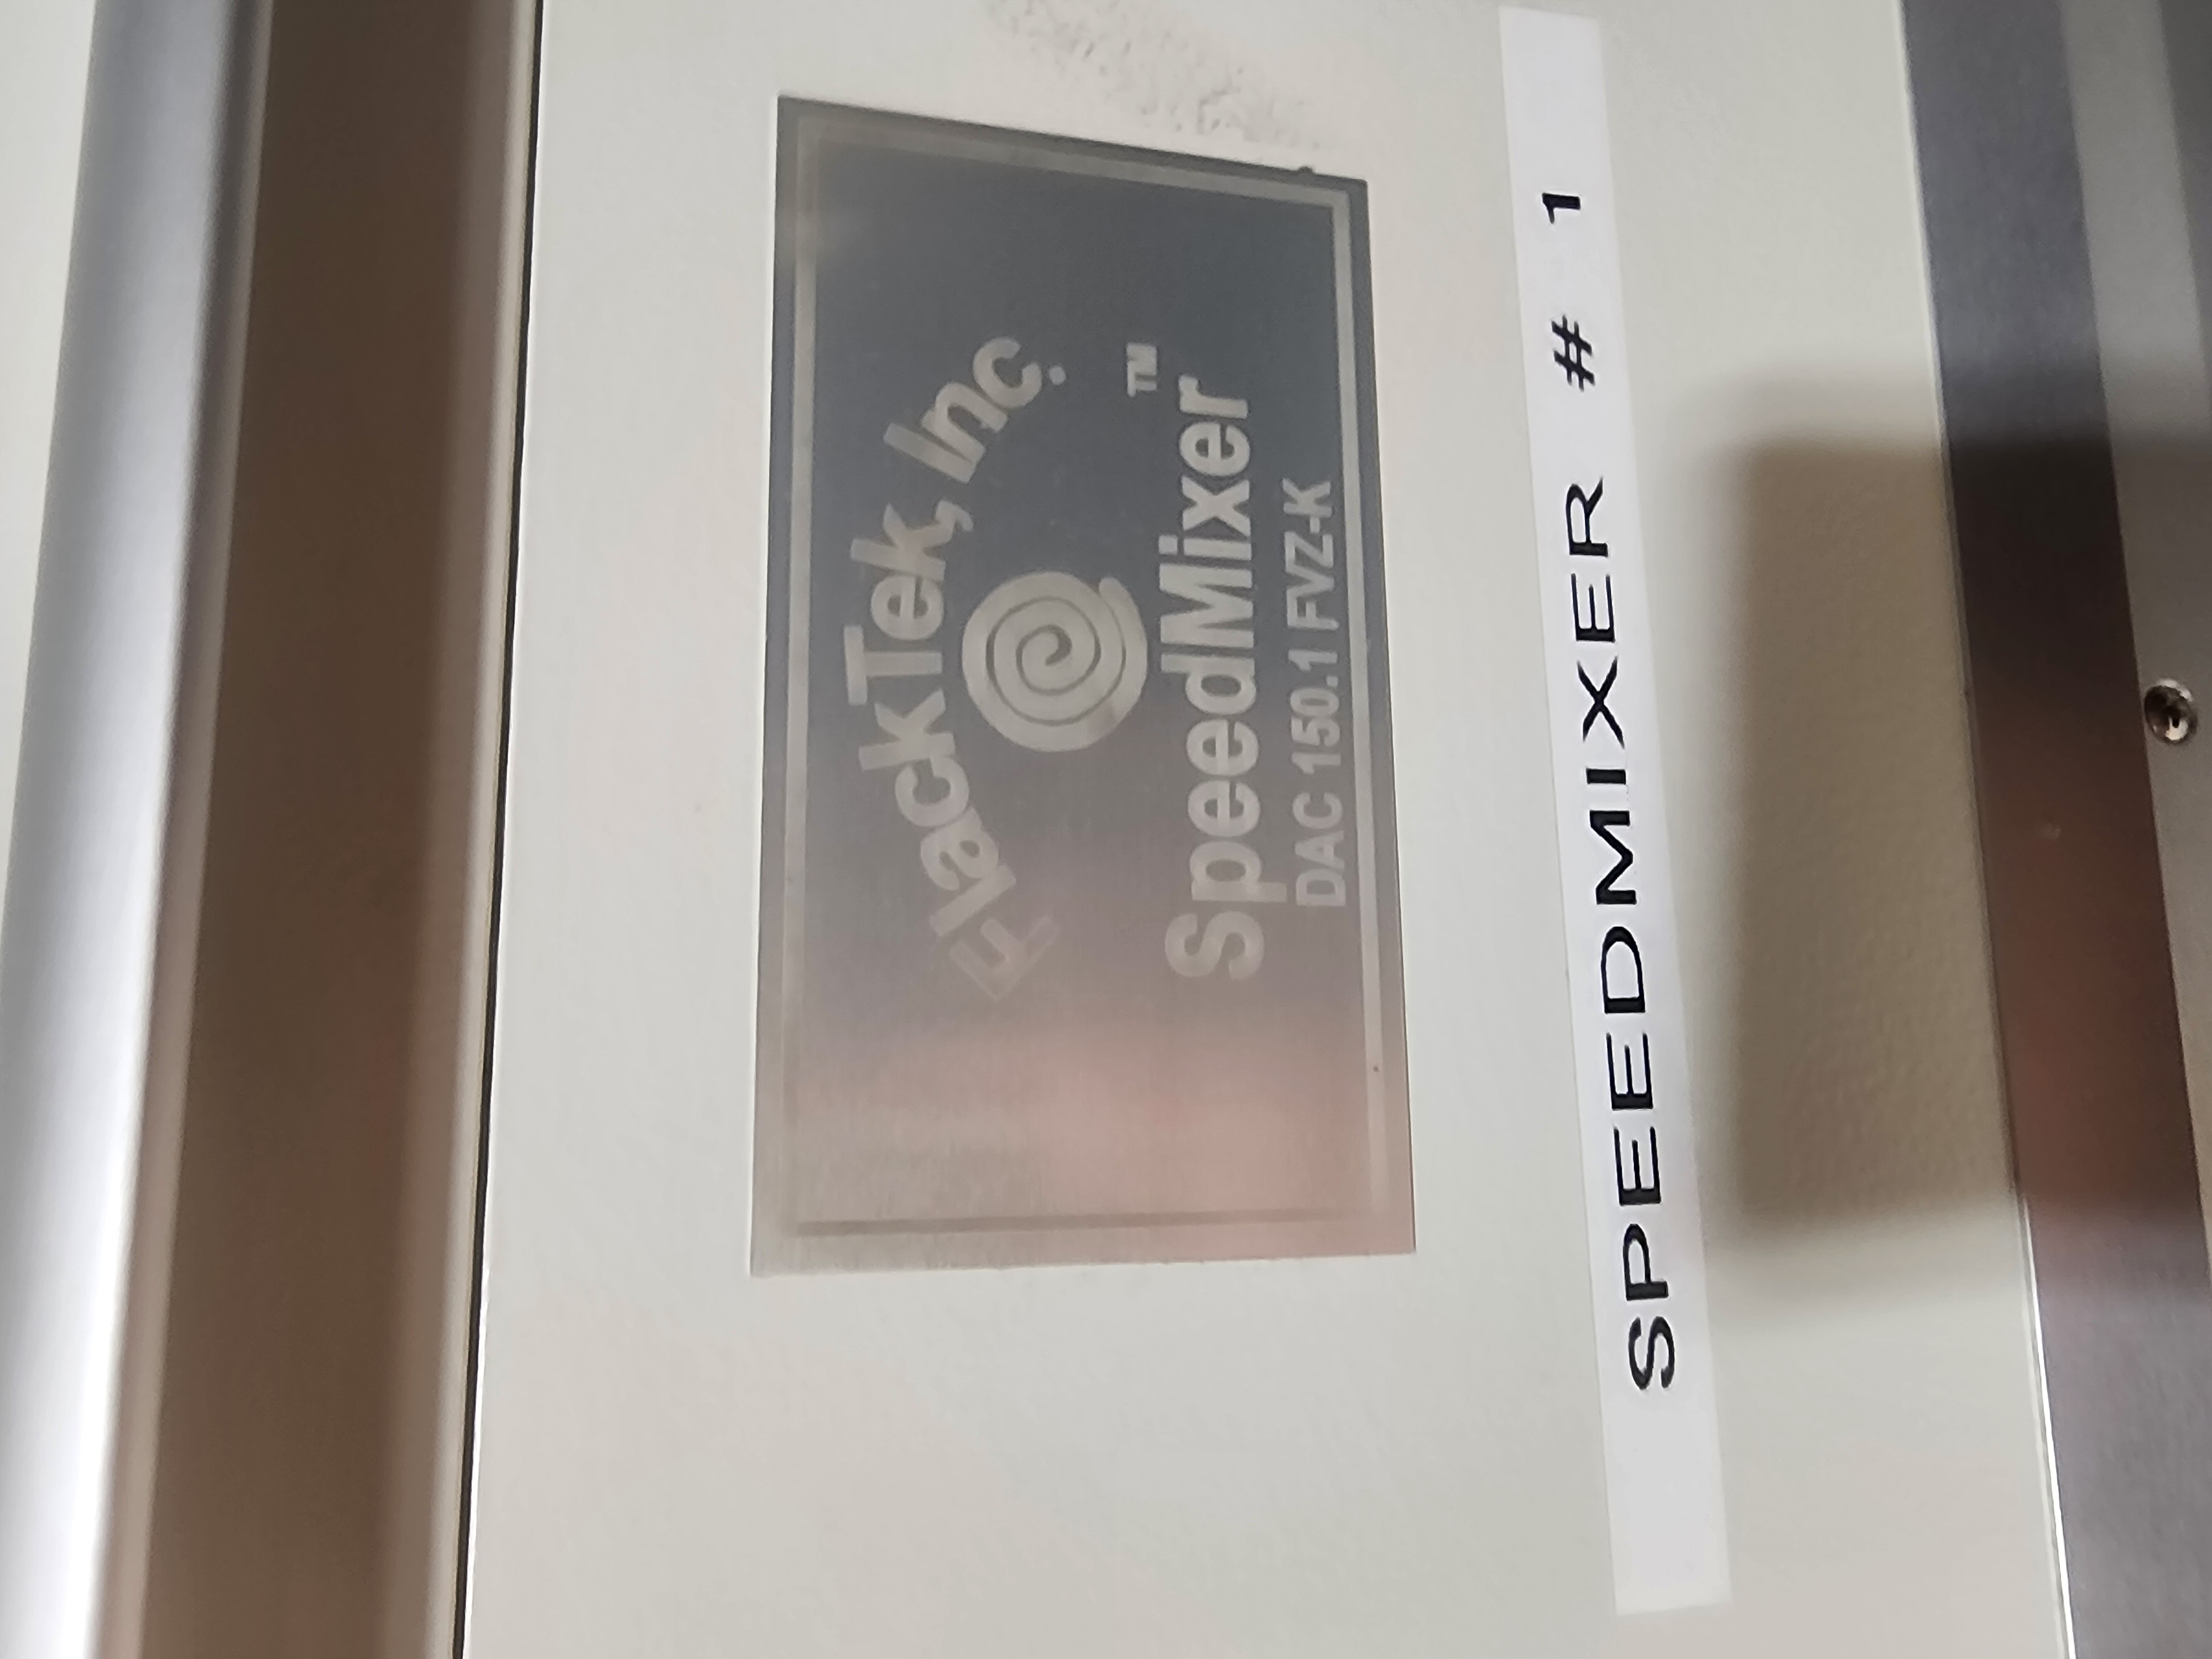 FlackTek, Inc.
SpeedMixer™
DAC 150.1 FVZ-K
SPEEDMIXER # 1